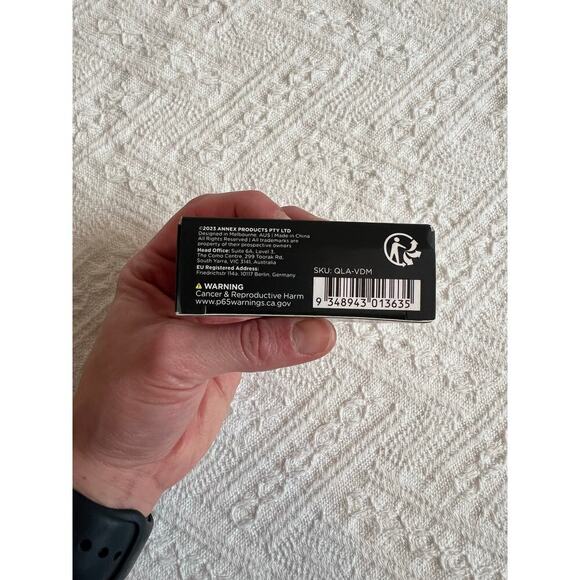 ©2023 ANNEX PRODUCTS PTY LTD
Designed in Melbourne, AUS | Made in China
All Rights Reserved | All trademarks are
property of their prospective owners
Head Office: Suite 6A, Level 3,
The Como Centre, 299 Toorak Rd,
South Yarra, VIC 3141, Australia
EU Registered Address:
Friedrichstr 114a, 10117 Berlin, Germany
WARNING
Cancer & Reproductive Harm
www.p65warnings.ca.gov
SKU: QLA-VDM
9 348943 013635